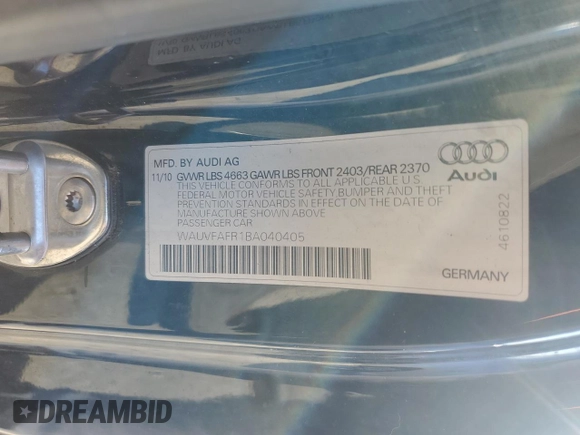 MFD. BY AUDI AG
11/10 GVWR LBS 4663 GAWR LBS FRONT 2403/REAR 2370
THIS VEHICLE CONFORMS TO ALL APPLICABLE U.S.
FEDERAL MOTOR VEHICLE SAFETY BUMPER AND THEFT
PREVENTION STANDARDS IN EFFECT ON THE DATE OF
MANUFACTURE SHOWN ABOVE
PASSENGER CAR
WAUVFAFR1BA040405
Audi
4610822
GERMANY
DREAMBID